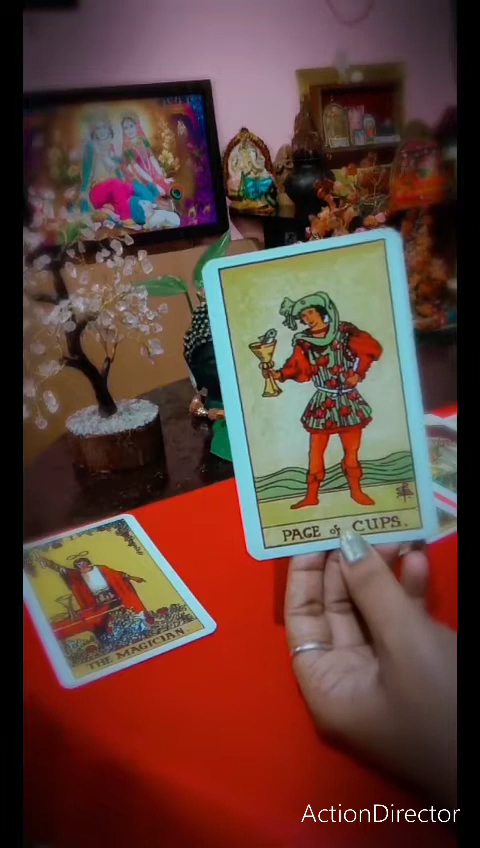 PAGE of CUPS.
THE MAGICIAN.
ActionDirector